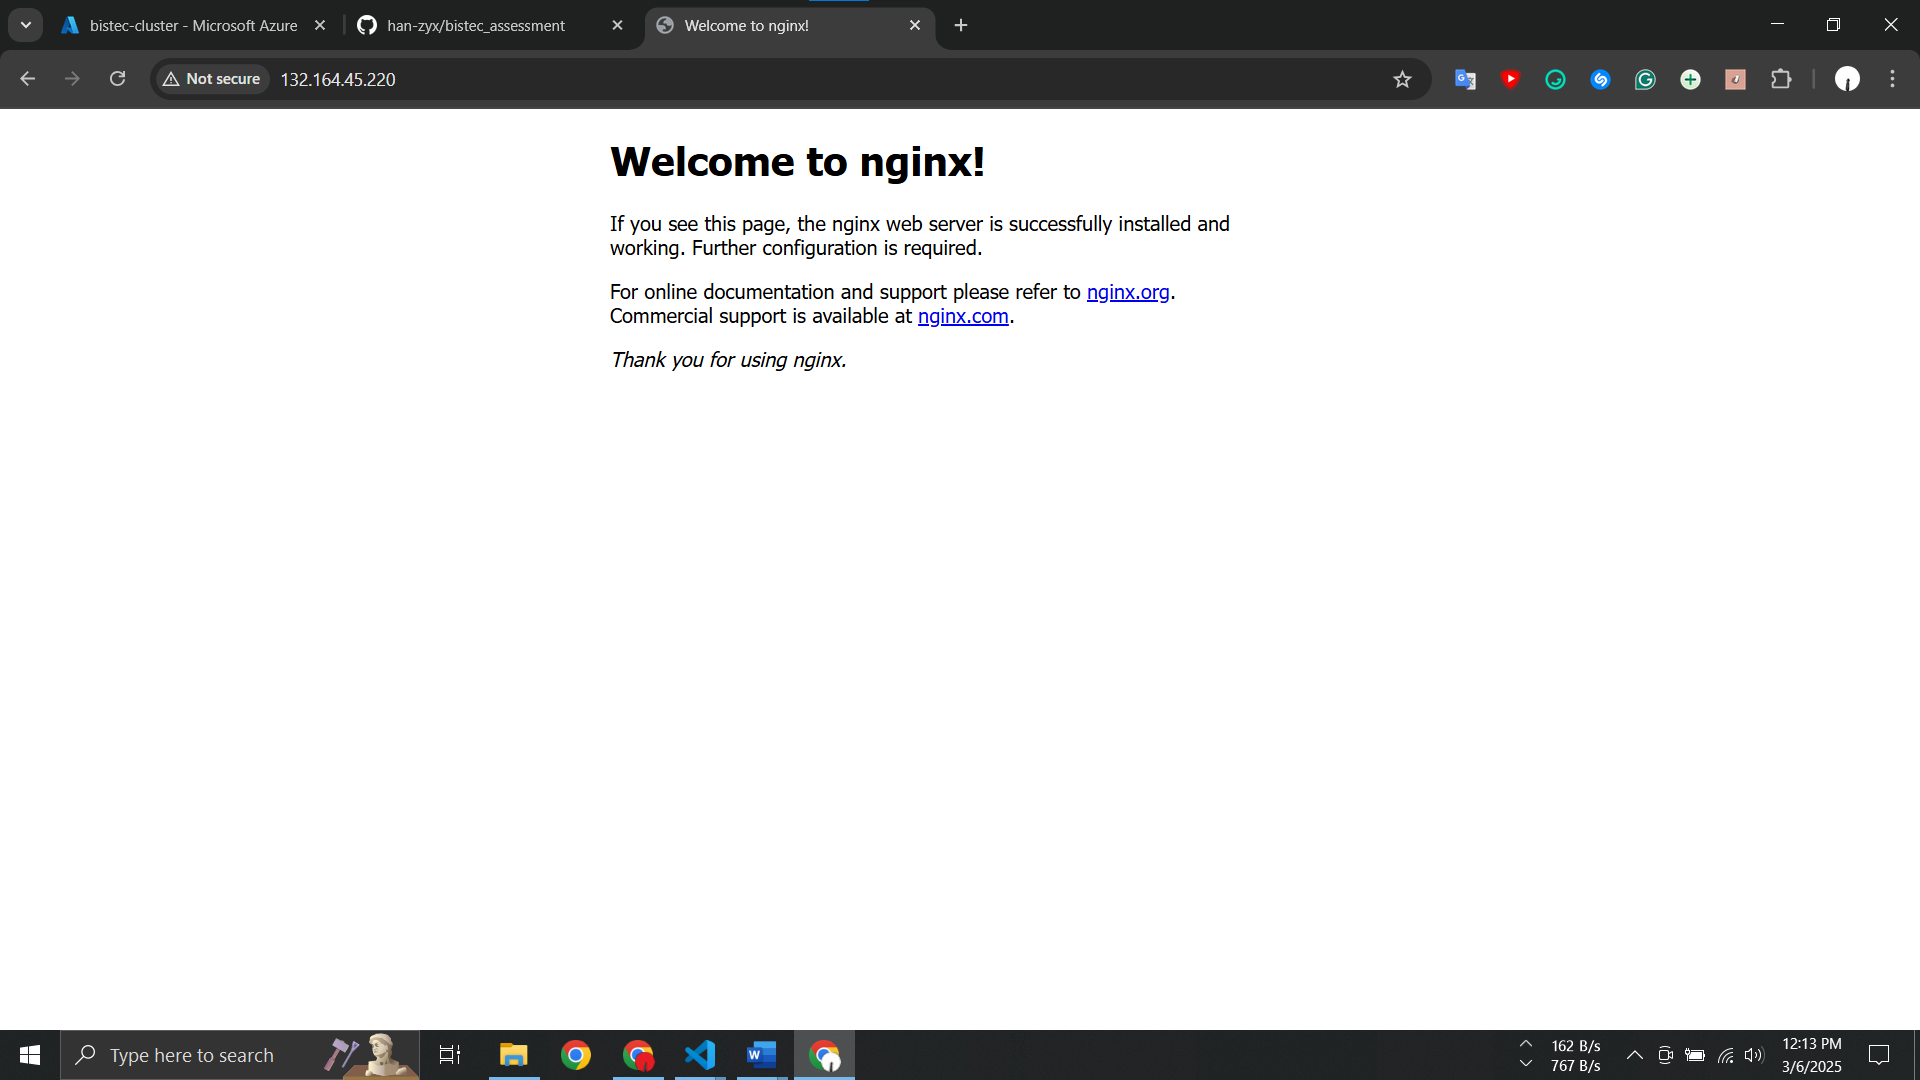 bistec-cluster - Microsoft Azure
han-zyx/bistec_assessment
Welcome to nginx!
Not secure
132.164.45.220
Welcome to nginx!
If you see this page, the nginx web server is successfully installed and
working. Further configuration is required.
For online documentation and support please refer to nginx.org.
Commercial support is available at nginx.com.
Thank you for using nginx.
Type here to search
162 B/s
767 B/s
12:13 PM
3/6/2025